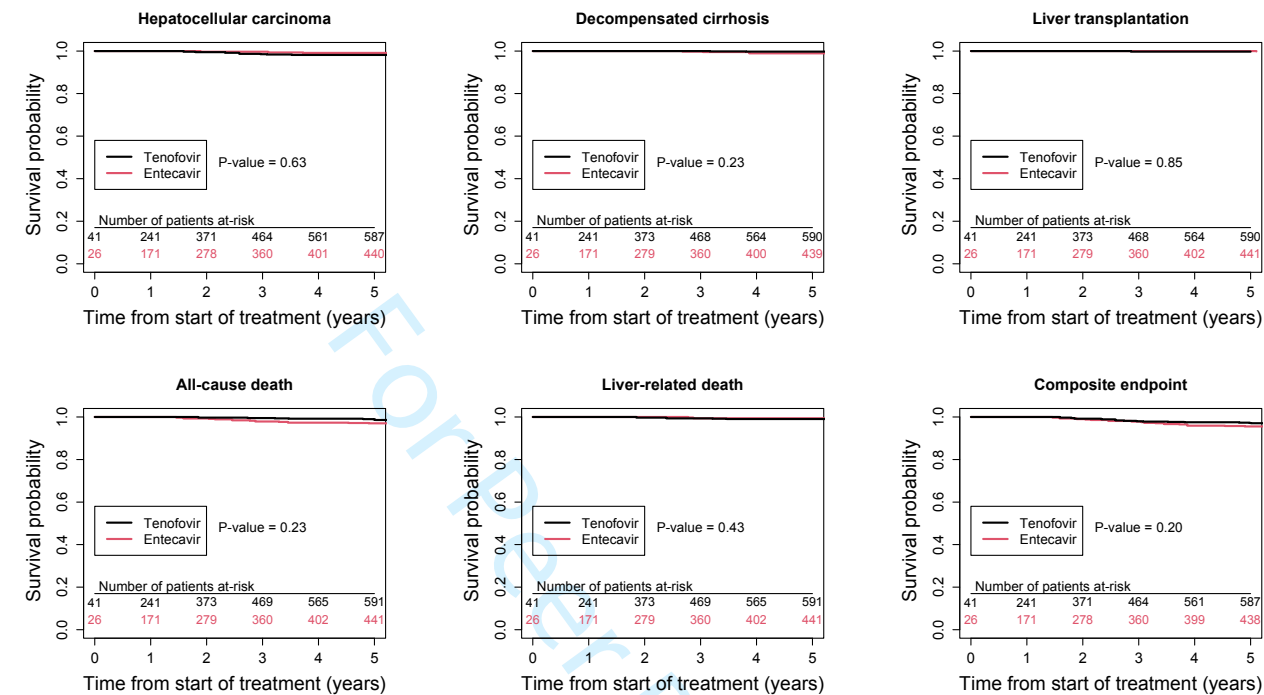 Hepatocellular carcinoma
Survival probability
0.0 0.2 0.4 0.6 0.8 1.0
Tenofovir
Entecavir
P-value = 0.63
Number of patients at-risk
41 241 371 464 561 587
26 171 278 360 401 440
0 1 2 3 4 5
Time from start of treatment (years)
Decompensated cirrhosis
Survival probability
0.0 0.2 0.4 0.6 0.8 1.0
Tenofovir
Entecavir
P-value = 0.23
Number of patients at-risk
41 241 373 468 564 590
26 171 279 360 400 439
0 1 2 3 4 5
Time from start of treatment (years)
Liver transplantation
Survival probability
0.0 0.2 0.4 0.6 0.8 1.0
Tenofovir
Entecavir
P-value = 0.85
Number of patients at-risk
41 241 373 468 564 590
26 171 279 360 402 441
0 1 2 3 4 5
Time from start of treatment (years)
All-cause death
Survival probability
0.0 0.2 0.4 0.6 0.8 1.0
Tenofovir
Entecavir
P-value = 0.23
Number of patients at-risk
41 241 373 469 565 591
26 171 279 360 402 441
0 1 2 3 4 5
Time from start of treatment (years)
Liver-related death
Survival probability
0.0 0.2 0.4 0.6 0.8 1.0
Tenofovir
Entecavir
P-value = 0.43
Number of patients at-risk
41 241 373 469 565 591
26 171 279 360 402 441
0 1 2 3 4 5
Time from start of treatment (years)
Composite endpoint
Survival probability
0.0 0.2 0.4 0.6 0.8 1.0
Tenofovir
Entecavir
P-value = 0.20
Number of patients at-risk
41 241 371 464 561 587
26 171 278 360 399 438
0 1 2 3 4 5
Time from start of treatment (years)
For Peer